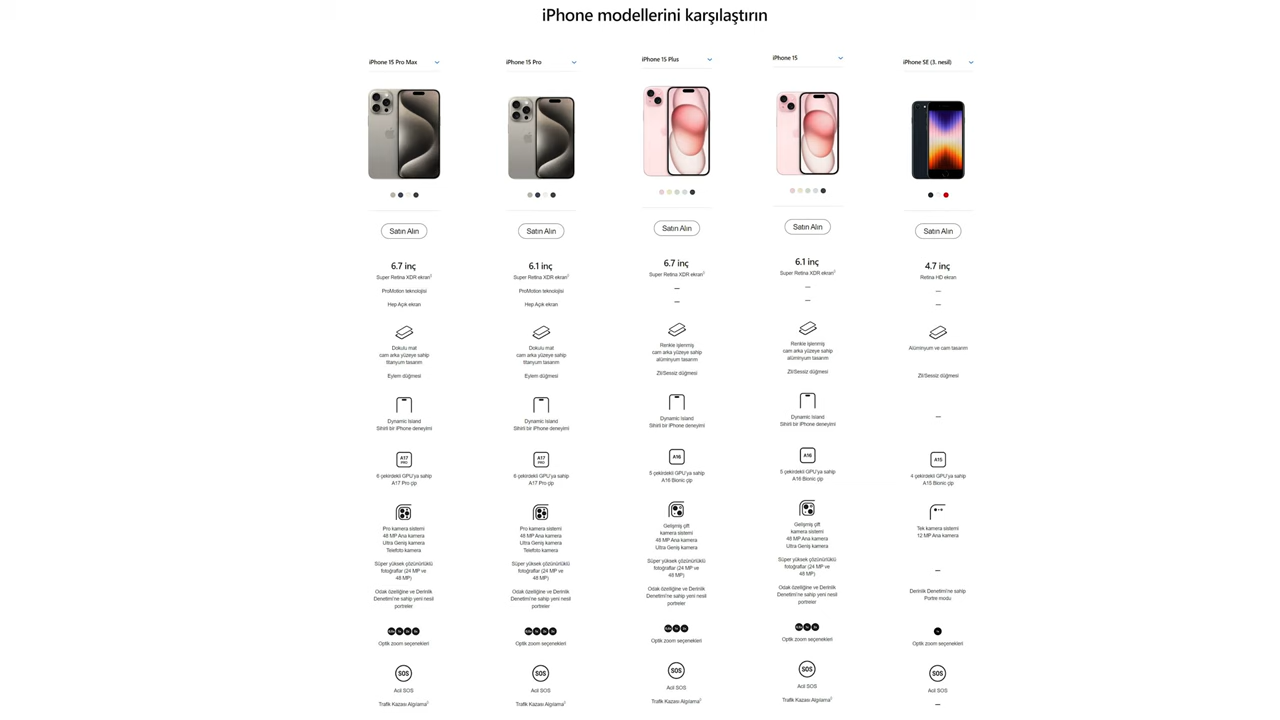 iPhone modellerini karşılaştırın
iPhone 15 Pro Max
iPhone 15 Pro
iPhone 15 Plus
iPhone 15
iPhone SE (3. nesil)
Satın Alın
Satın Alın
Satın Alın
Satın Alın
Satın Alın
6.7 inç
6.1 inç
6.7 inç
6.1 inç
4.7 inç
Super Retina XDR ekran
Super Retina XDR ekran
Super Retina XDR ekran
Super Retina XDR ekran
Retina HD ekran
ProMotion teknolojisi
ProMotion teknolojisi
—
—
—
Hep Açık ekran
Hep Açık ekran
—
—
—
Dokulu mat
cam arka yüzeye sahip
titanyum tasarım
Dokulu mat
cam arka yüzeye sahip
titanyum tasarım
Renkle işlenmiş
cam arka yüzeye sahip
alüminyum tasarım
Renkle işlenmiş
cam arka yüzeye sahip
alüminyum tasarım
Alüminyum ve cam tasarım
Eylem düğmesi
Eylem düğmesi
Zil/Sessiz düğmesi
Zil/Sessiz düğmesi
Zil/Sessiz düğmesi
Dynamic Island
Sihirli bir iPhone deneyimi
Dynamic Island
Sihirli bir iPhone deneyimi
Dynamic Island
Sihirli bir iPhone deneyimi
Dynamic Island
Sihirli bir iPhone deneyimi
—
A17
PRO
A17
PRO
A16
A16
A15
6 çekirdekli GPU'ya sahip
A17 Pro çip
6 çekirdekli GPU'ya sahip
A17 Pro çip
5 çekirdekli GPU'ya sahip
A16 Bionic çip
5 çekirdekli GPU'ya sahip
A16 Bionic çip
4 çekirdekli GPU'ya sahip
A15 Bionic çip
Pro kamera sistemi
48 MP Ana kamera
Ultra Geniş kamera
Telefoto kamera
Pro kamera sistemi
48 MP Ana kamera
Ultra Geniş kamera
Telefoto kamera
Gelişmiş çift
kamera sistemi
48 MP Ana kamera
Ultra Geniş kamera
Gelişmiş çift
kamera sistemi
48 MP Ana kamera
Ultra Geniş kamera
Tek kamera sistemi
12 MP Ana kamera
Süper yüksek çözünürlüklü
fotoğraflar (24 MP ve
48 MP)
Süper yüksek çözünürlüklü
fotoğraflar (24 MP ve
48 MP)
Süper yüksek çözünürlüklü
fotoğraflar (24 MP ve
48 MP)
Süper yüksek çözünürlüklü
fotoğraflar (24 MP ve
48 MP)
—
Odak özelliğine ve Derinlik
Denetimi'ne sahip yeni nesil
portreler
Odak özelliğine ve Derinlik
Denetimi'ne sahip yeni nesil
portreler
Odak özelliğine ve Derinlik
Denetimi'ne sahip yeni nesil
portreler
Odak özelliğine ve Derinlik
Denetimi'ne sahip yeni nesil
portreler
Derinlik Denetimi'ne sahip
Portre modu
Optik zoom seçenekleri
Optik zoom seçenekleri
Optik zoom seçenekleri
Optik zoom seçenekleri
Optik zoom seçenekleri
SOS
SOS
SOS
SOS
SOS
Acil SOS
Acil SOS
Acil SOS
Acil SOS
Acil SOS
Trafik Kazası Algılama
Trafik Kazası Algılama
Trafik Kazası Algılama
Trafik Kazası Algılama
—